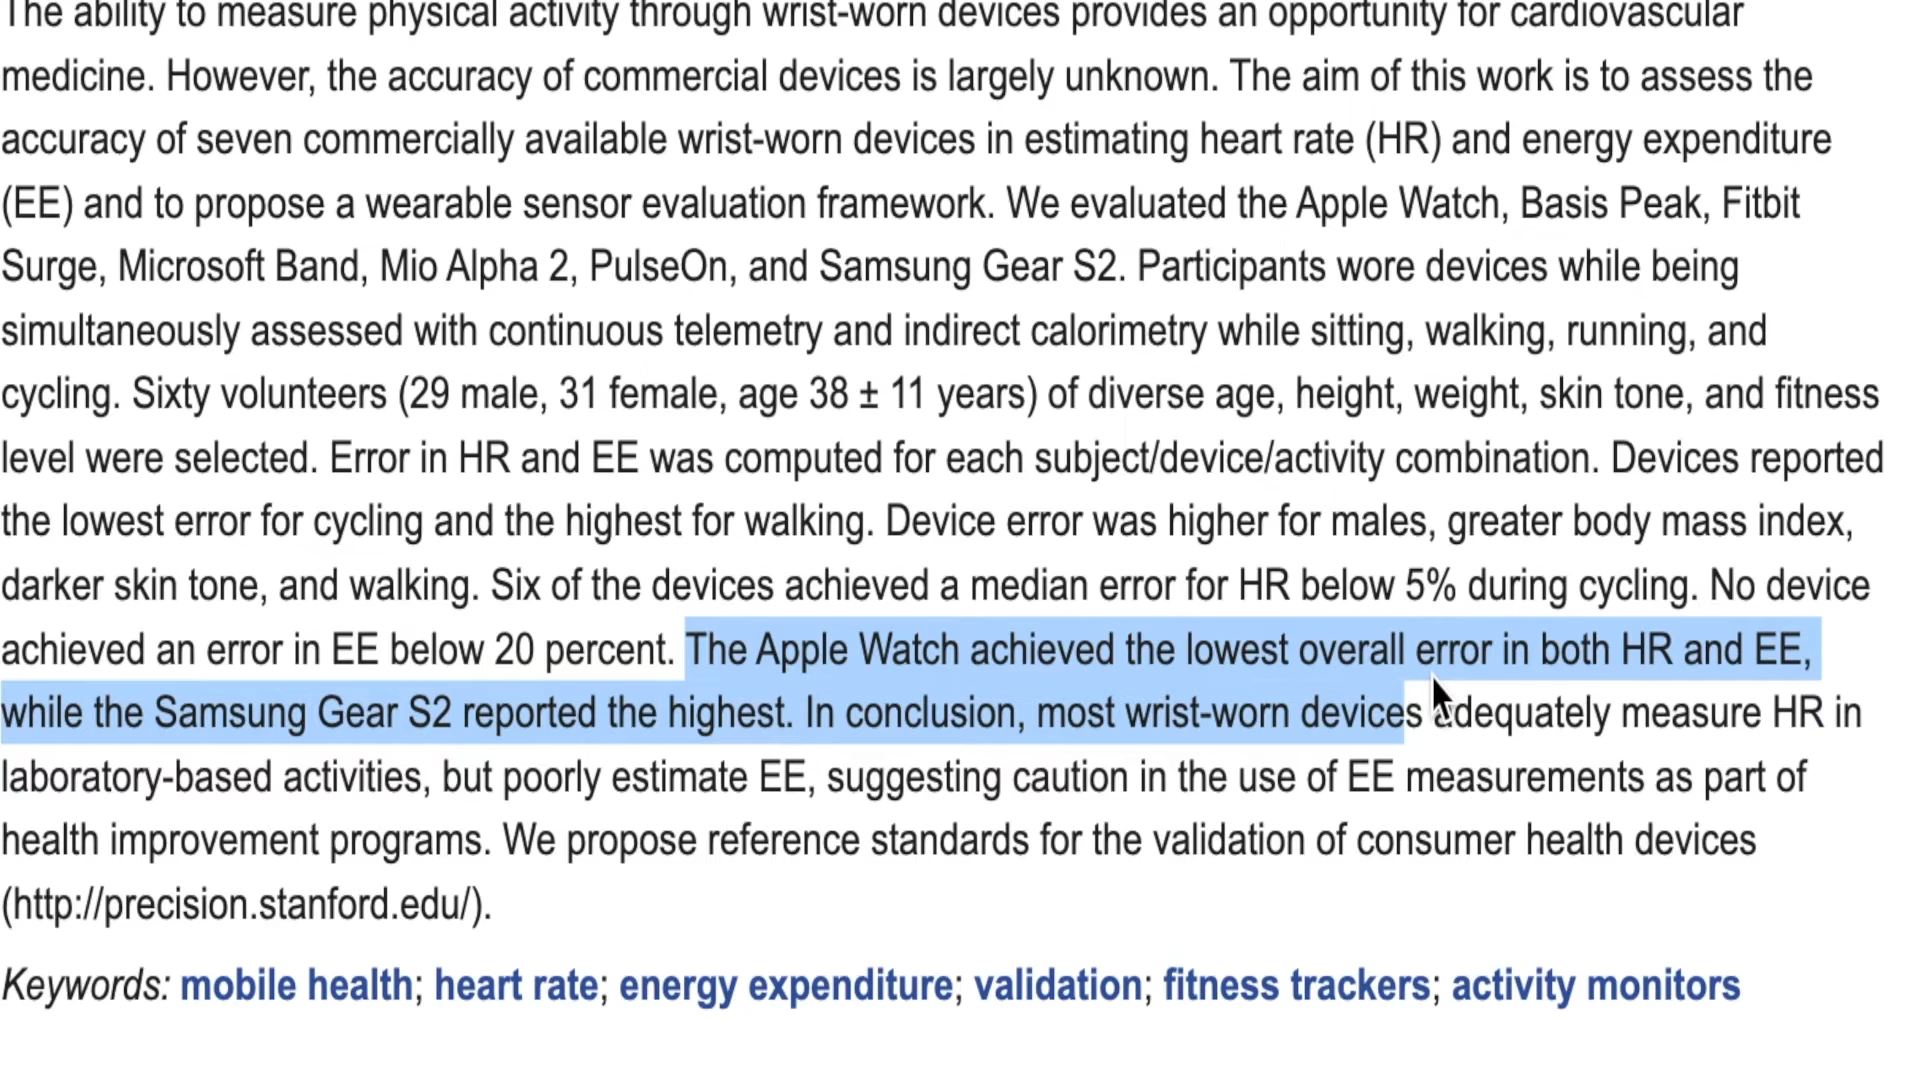 The ability to measure physical activity through wrist-worn devices provides an opportunity for cardiovascular
medicine. However, the accuracy of commercial devices is largely unknown. The aim of this work is to assess the
accuracy of seven commercially available wrist-worn devices in estimating heart rate (HR) and energy expenditure
(EE) and to propose a wearable sensor evaluation framework. We evaluated the Apple Watch, Basis Peak, Fitbit
Surge, Microsoft Band, Mio Alpha 2, PulseOn, and Samsung Gear S2. Participants wore devices while being
simultaneously assessed with continuous telemetry and indirect calorimetry while sitting, walking, running, and
cycling. Sixty volunteers (29 male, 31 female, age 38 ± 11 years) of diverse age, height, weight, skin tone, and fitness
level were selected. Error in HR and EE was computed for each subject/device/activity combination. Devices reported
the lowest error for cycling and the highest for walking. Device error was higher for males, greater body mass index,
darker skin tone, and walking. Six of the devices achieved a median error for HR below 5% during cycling. No device
achieved an error in EE below 20 percent. The Apple Watch achieved the lowest overall error in both HR and EE,
while the Samsung Gear S2 reported the highest. In conclusion, most wrist-worn devices adequately measure HR in
laboratory-based activities, but poorly estimate EE, suggesting caution in the use of EE measurements as part of
health improvement programs. We propose reference standards for the validation of consumer health devices
(http://precision.stanford.edu/).
Keywords: mobile health; heart rate; energy expenditure; validation; fitness trackers; activity monitors